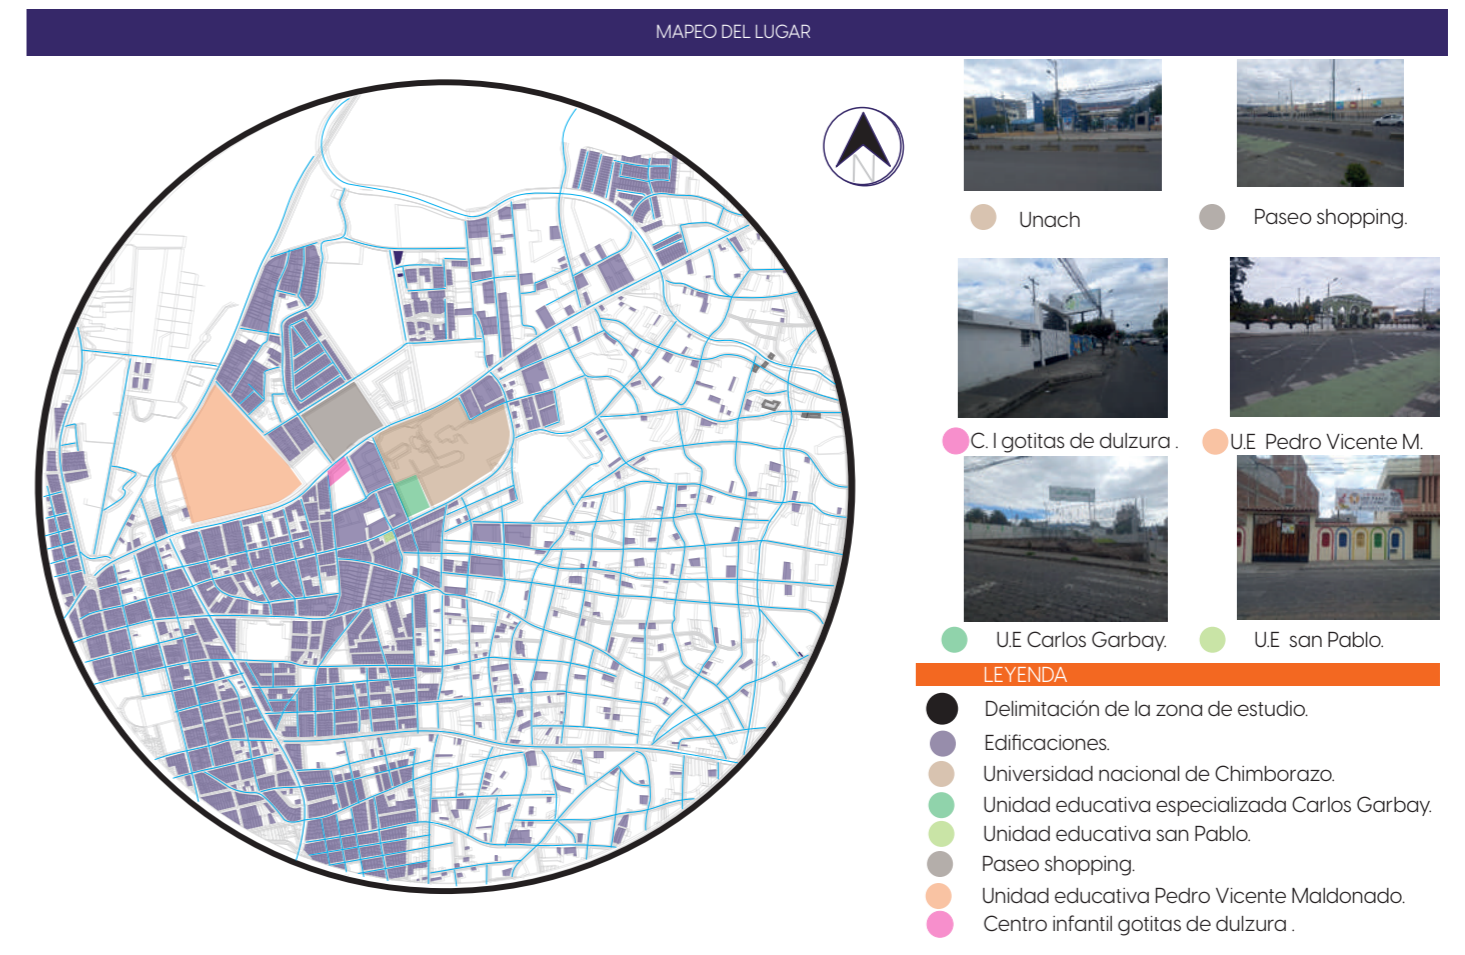 MAPEO DEL LUGAR
N
Unach
Paseo shopping.
C. I gotitas de dulzura .
U.E Pedro Vicente M.
U.E Carlos Garbay.
U.E san Pablo.
LEYENDA
Delimitación de la zona de estudio.
Edificaciones.
Universidad nacional de Chimborazo.
Unidad educativa especializada Carlos Garbay.
Unidad educativa san Pablo.
Paseo shopping.
Unidad educativa Pedro Vicente Maldonado.
Centro infantil gotitas de dulzura .